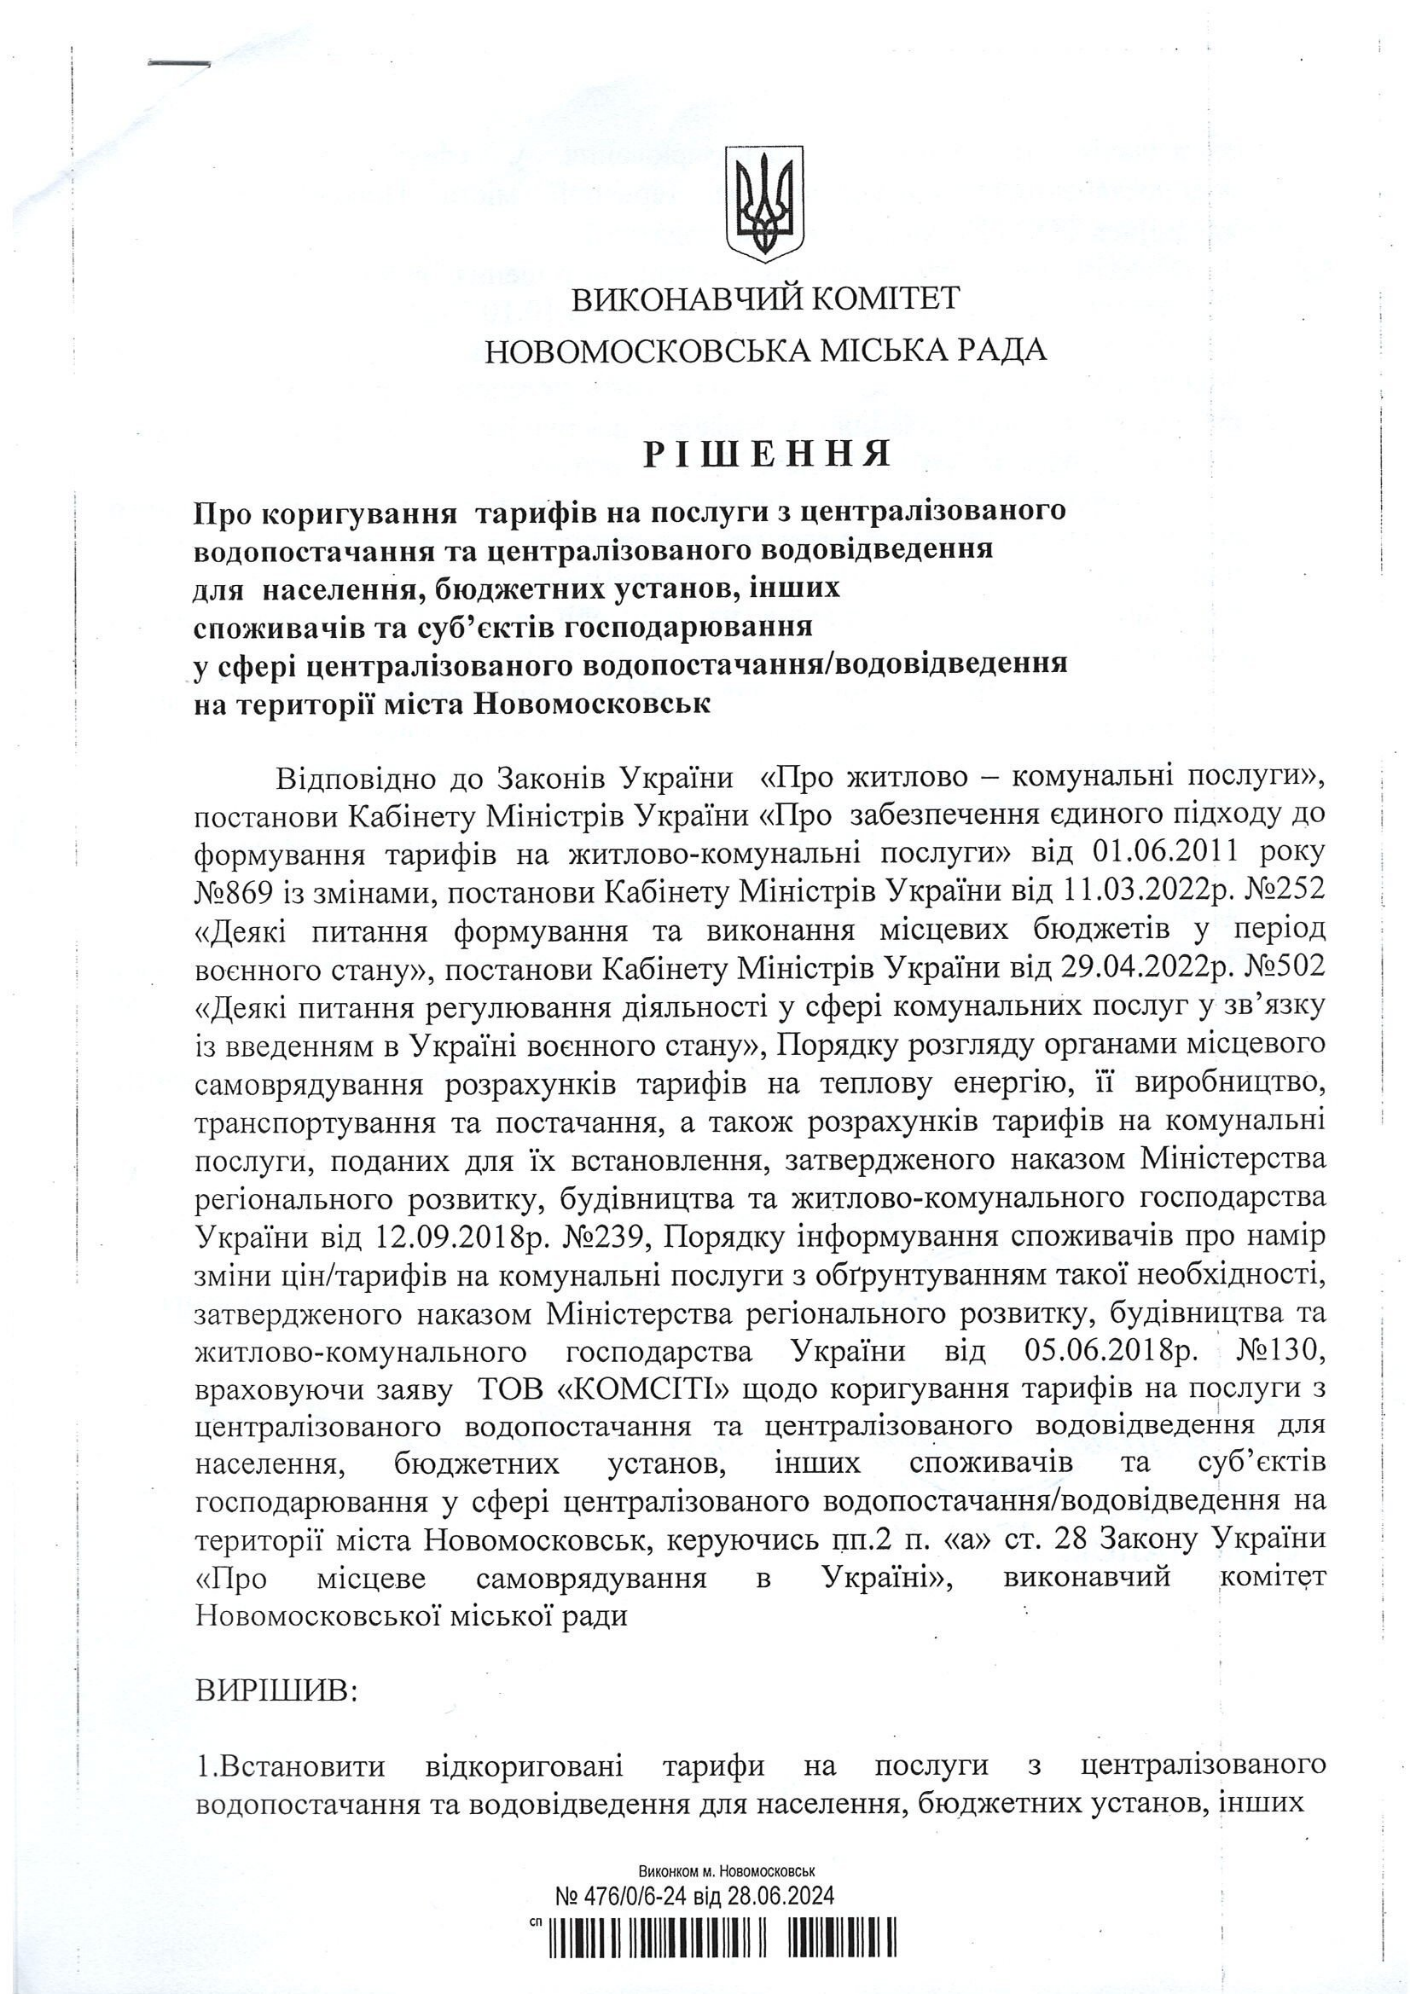 ВИКОНАВЧИЙ КОМІТЕТ
НОВОМОСКОВСЬКА МІСЬКА РАДА
Р І Ш Е Н Н Я
Про коригування тарифів на послуги з централізованого
водопостачання та централізованого водовідведення
для населення, бюджетних установ, інших
споживачів та суб’єктів господарювання
у сфері централізованого водопостачання/водовідведення
на території міста Новомосковськ
Відповідно до Законів України «Про житлово – комунальні послуги»,
постанови Кабінету Міністрів України «Про забезпечення єдиного підходу до
формування тарифів на житлово-комунальні послуги» від 01.06.2011 року
№869 із змінами, постанови Кабінету Міністрів України від 11.03.2022р. №252
«Деякі питання формування та виконання місцевих бюджетів у період
воєнного стану», постанови Кабінету Міністрів України від 29.04.2022р. №502
«Деякі питання регулювання діяльності у сфері комунальних послуг у зв’язку
із введенням в Україні воєнного стану», Порядку розгляду органами місцевого
самоврядування розрахунків тарифів на теплову енергію, її виробництво,
транспортування та постачання, а також розрахунків тарифів на комунальні
послуги, поданих для їх встановлення, затвердженого наказом Міністерства
регіонального розвитку, будівництва та житлово-комунального господарства
України від 12.09.2018р. №239, Порядку інформування споживачів про намір
зміни цін/тарифів на комунальні послуги з обґрунтуванням такої необхідності,
затвердженого наказом Міністерства регіонального розвитку, будівництва та
житлово-комунального господарства України від 05.06.2018р. №130,
враховуючи заяву ТОВ «КОМСІТІ» щодо коригування тарифів на послуги з
централізованого водопостачання та централізованого водовідведення для
населення, бюджетних установ, інших споживачів та суб’єктів
господарювання у сфері централізованого водопостачання/водовідведення на
території міста Новомосковськ, керуючись пп.2 п. «а» ст. 28 Закону України
«Про місцеве самоврядування в Україні», виконавчий комітет
Новомосковської міської ради
ВИРІШИВ:
1.Встановити відкориговані тарифи на послуги з централізованого
водопостачання та водовідведення для населення, бюджетних установ, інших
Виконком м. Новомосковськ
№ 476/0/6-24 від 28.06.2024
сп